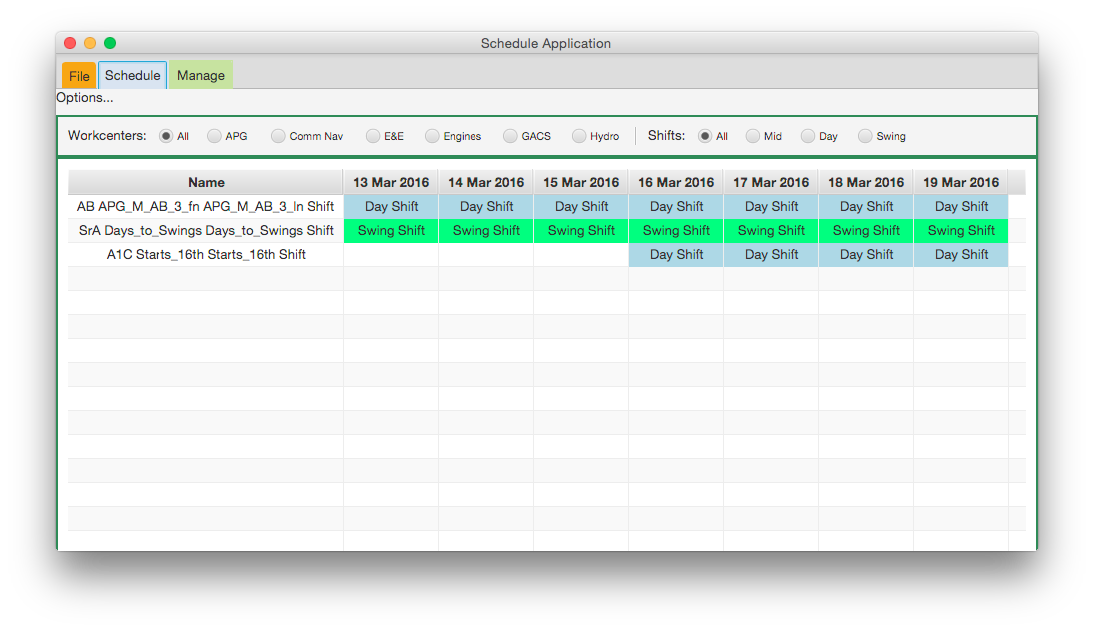 Schedule Application
File Schedule Manage
Options...
Workcenters: All APG Comm Nav E&E Engines GACS Hydro Shifts: All Mid Day Swing
Name 13 Mar 2016 14 Mar 2016 15 Mar 2016 16 Mar 2016 17 Mar 2016 18 Mar 2016 19 Mar 2016
AB APG_M_AB_3_fn APG_M_AB_3_ln Shift Day Shift Day Shift Day Shift Day Shift Day Shift Day Shift Day Shift
SrA Days_to_Swings Days_to_Swings Shift Swing Shift Swing Shift Swing Shift Swing Shift Swing Shift Swing Shift Swing Shift
A1C Starts_16th Starts_16th Shift Day Shift Day Shift Day Shift Day Shift